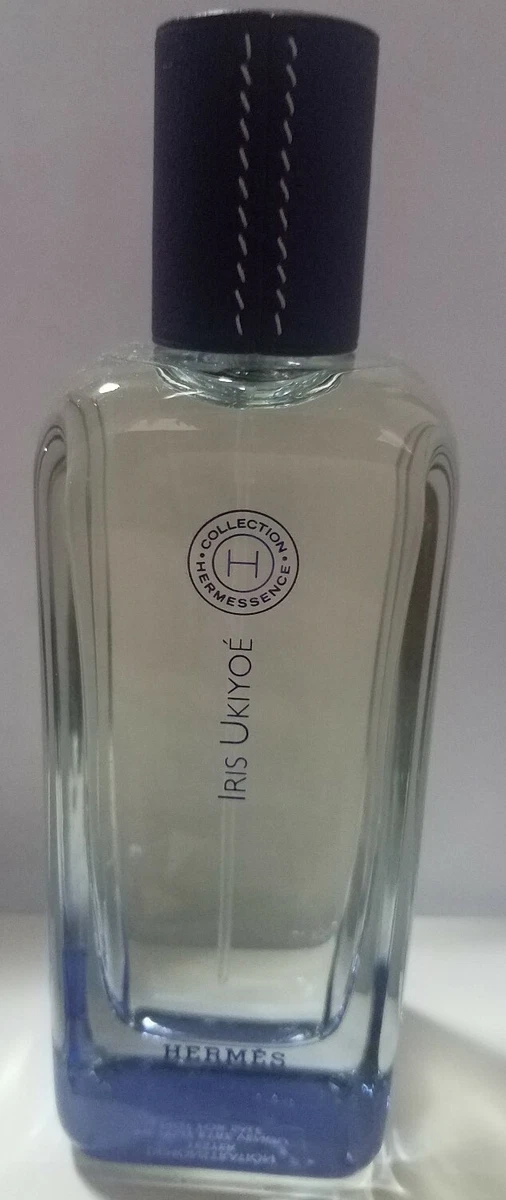 COLLECTION
H
HERMESSENCE
IRIS UKIYOÉ
HERMÈS